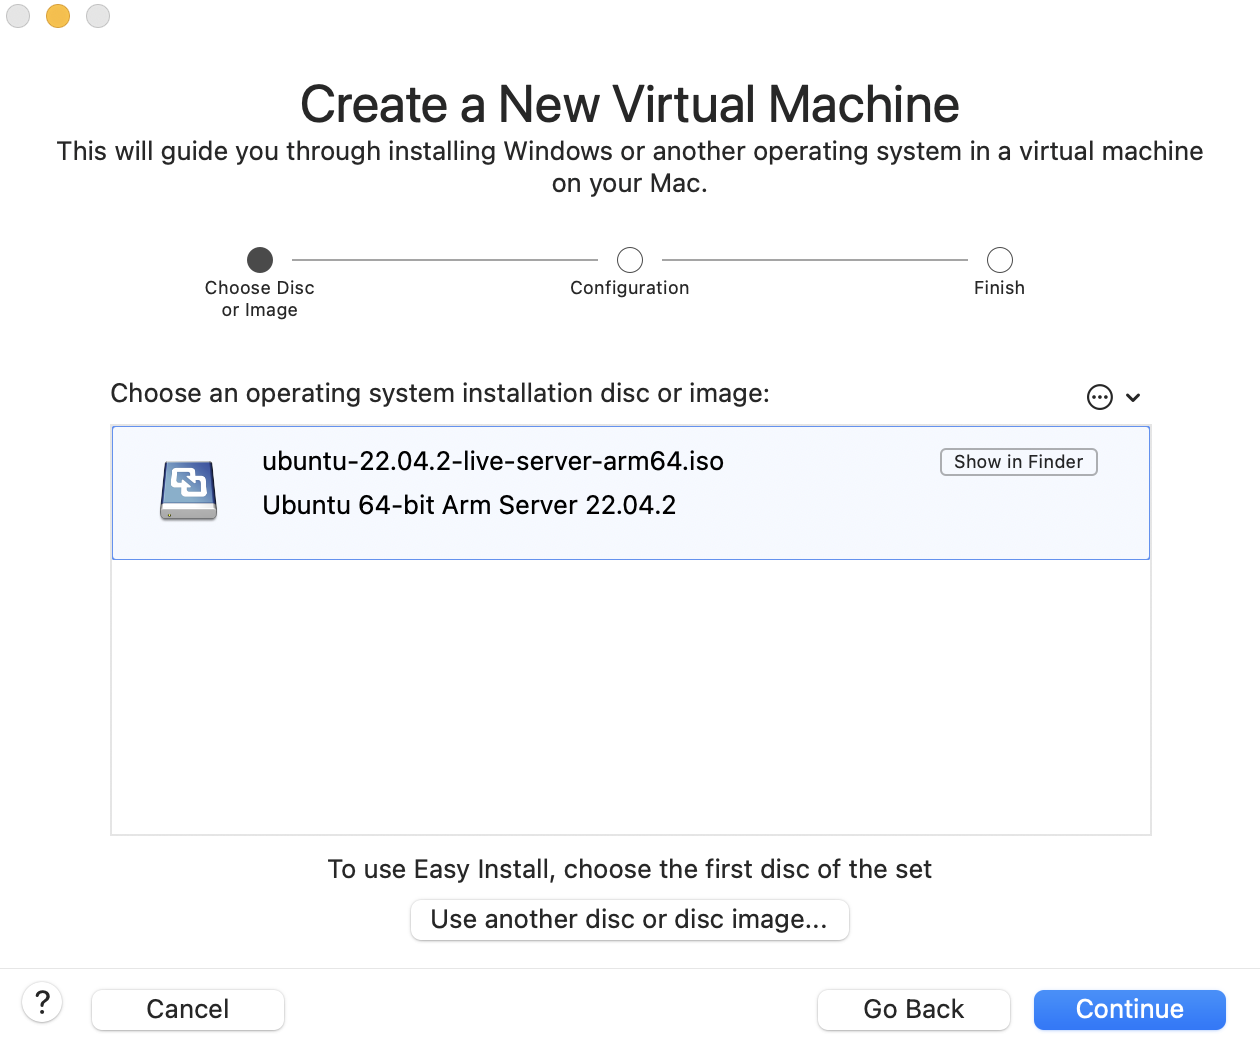 Create a New Virtual Machine
This will guide you through installing Windows or another operating system in a virtual machine
on your Mac.
Choose Disc
or Image
Configuration
Finish
Choose an operating system installation disc or image:
ubuntu-22.04.2-live-server-arm64.iso
Show in Finder
Ubuntu 64-bit Arm Server 22.04.2
To use Easy Install, choose the first disc of the set
Use another disc or disc image...
?
Cancel
Go Back
Continue